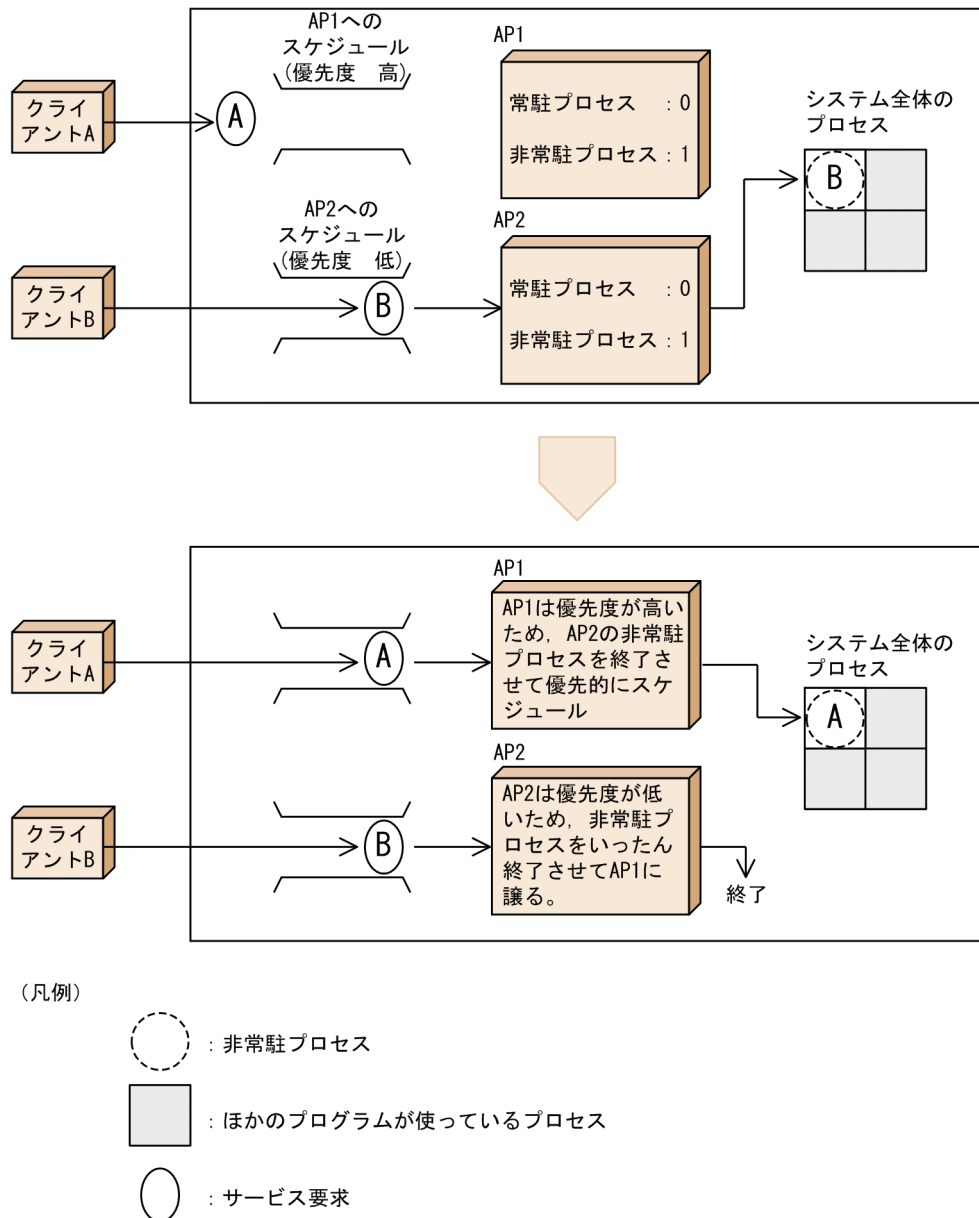 AP1への
スケジュール
(優先度 高)
AP1
常駐プロセス :0
非常駐プロセス:1
クライ
アントA
A
システム全体の
プロセス
B
AP2への
スケジュール
(優先度 低)
AP2
常駐プロセス :0
非常駐プロセス:1
クライ
アントB
B
AP1
AP1は優先度が高い
ため，AP2の非常駐
プロセスを終了さ
せて優先的にスケ
ジュール
クライ
アントA
A
システム全体の
プロセス
A
AP2
AP2は優先度が低
いため，非常駐プ
ロセスをいったん
終了させてAP1に
譲る。
クライ
アントB
B
終了
(凡例)
:非常駐プロセス
:ほかのプログラムが使っているプロセス
:サービス要求